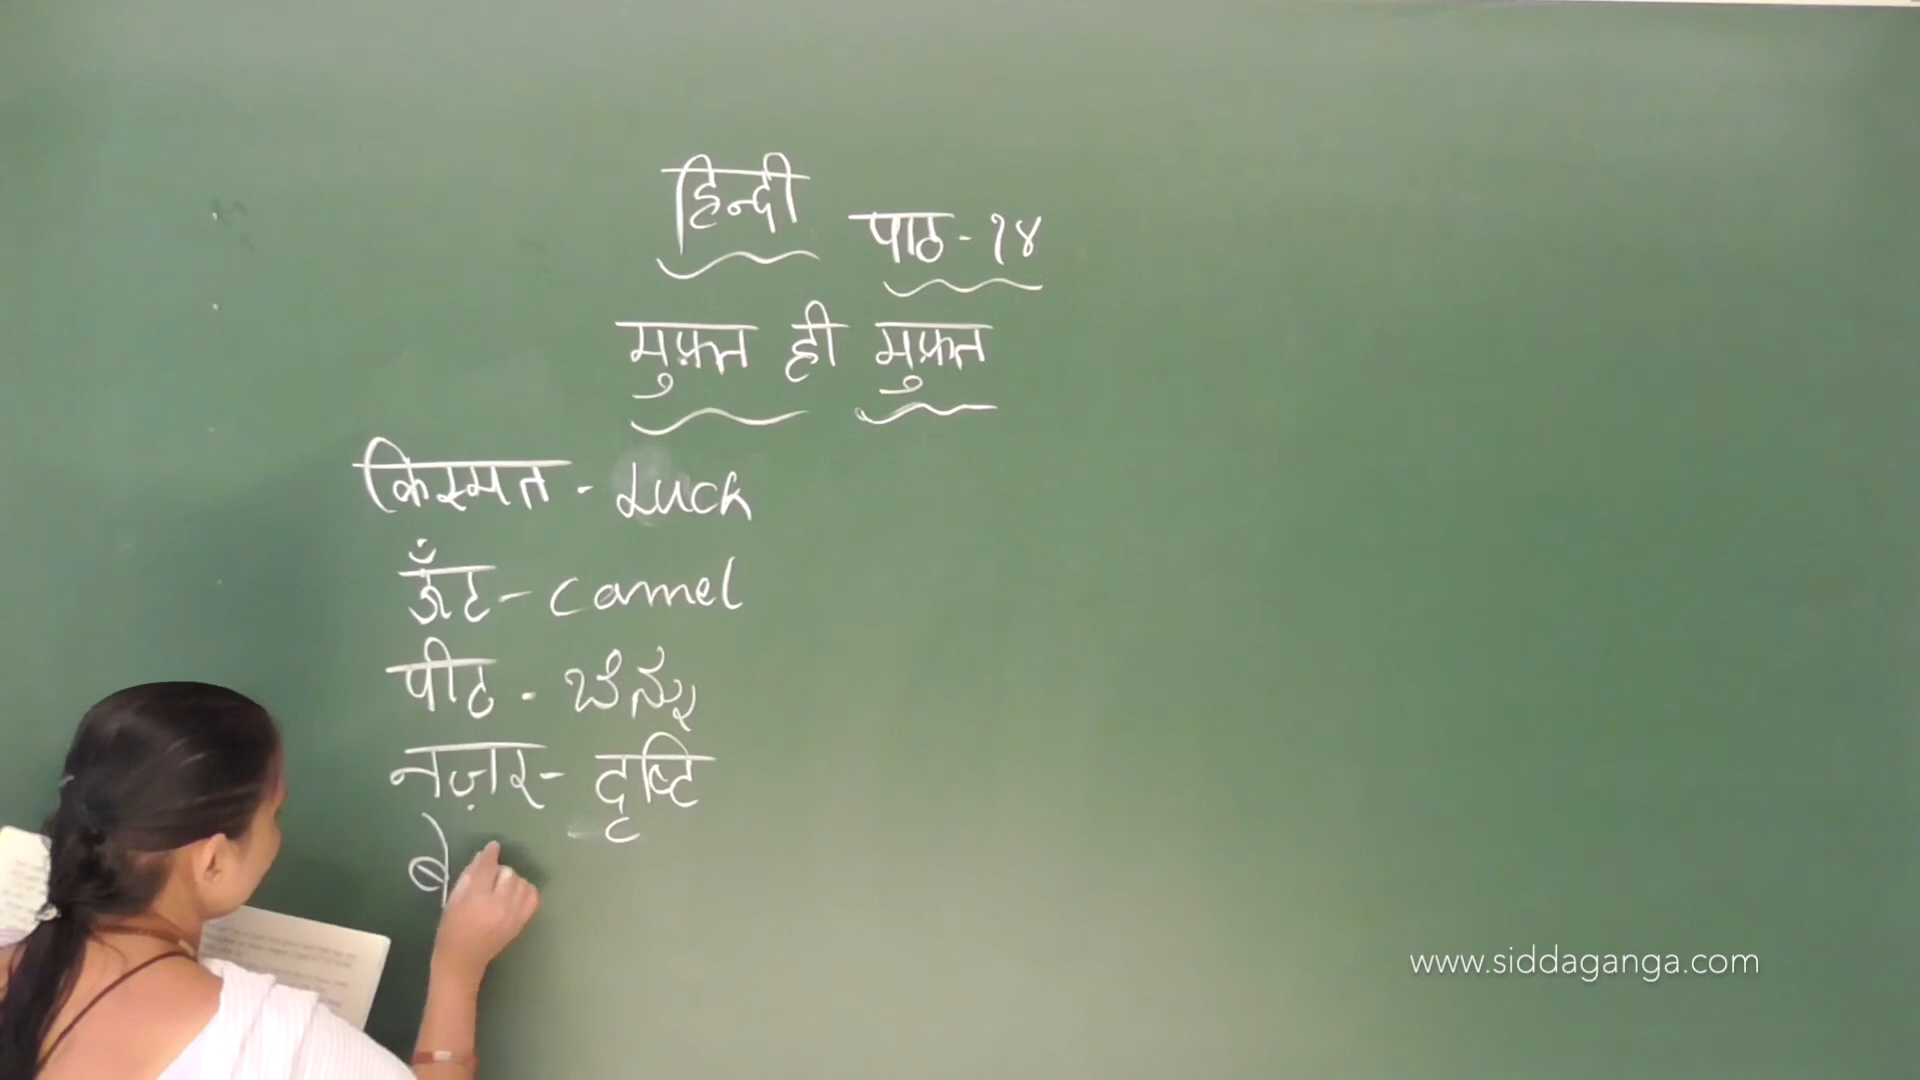 हिन्दी पाठ - १४
मुफ़्त ही मुफ़्त
किस्मत - Luck
ऊँट - camel
पीठ - ಬೆನ್ನು
नज़र - दृष्टि
बे
www.siddaganga.com